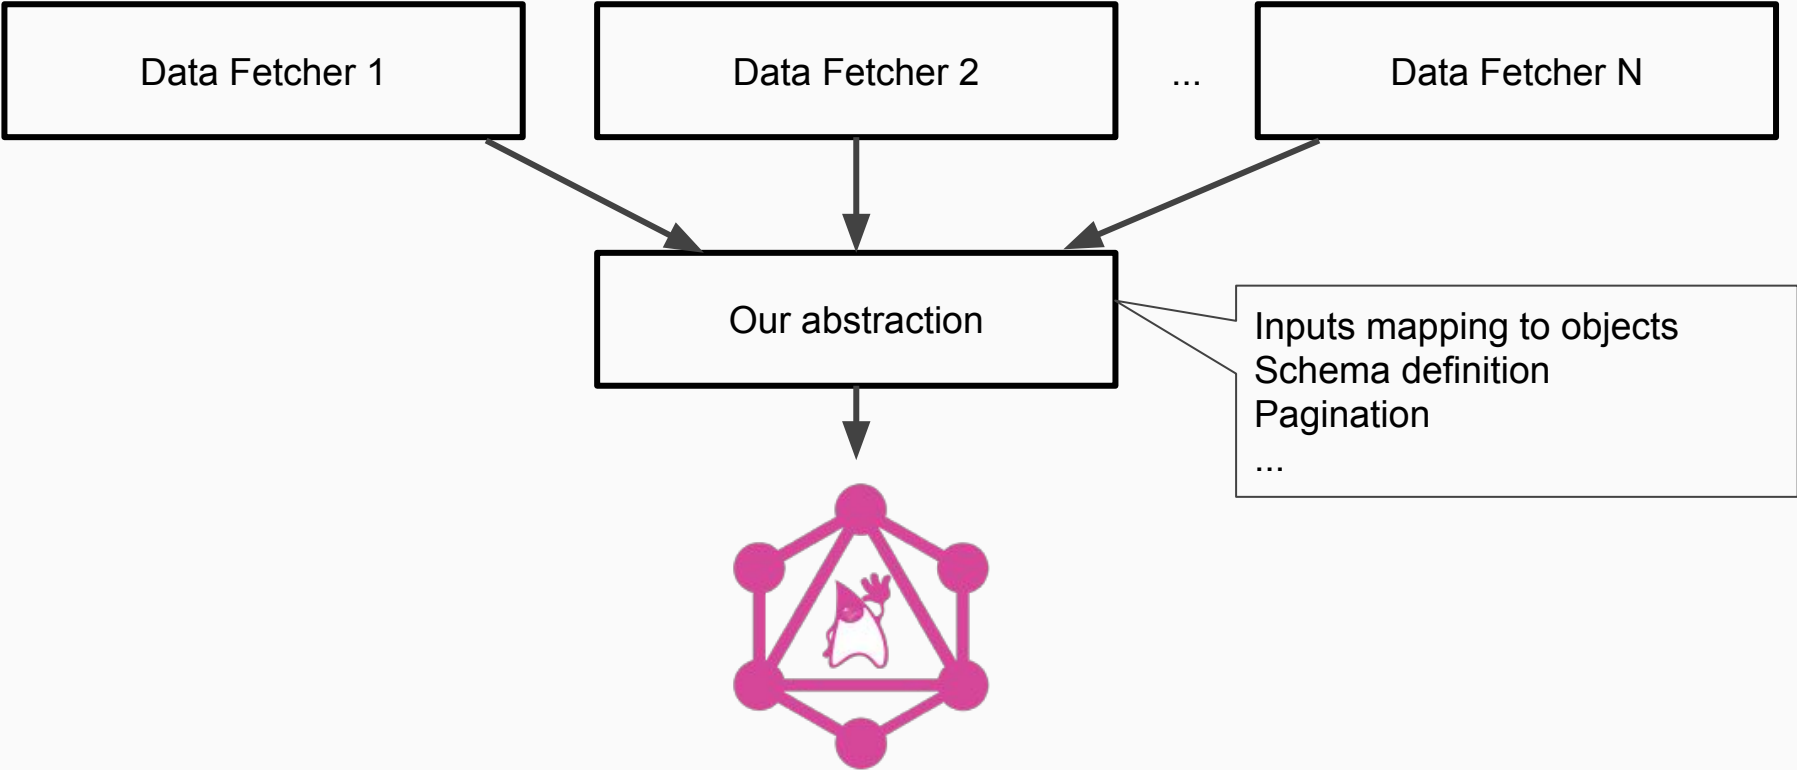 Data Fetcher 1
Data Fetcher 2
...
Data Fetcher N
Our abstraction
Inputs mapping to objects
Schema definition
Pagination
...